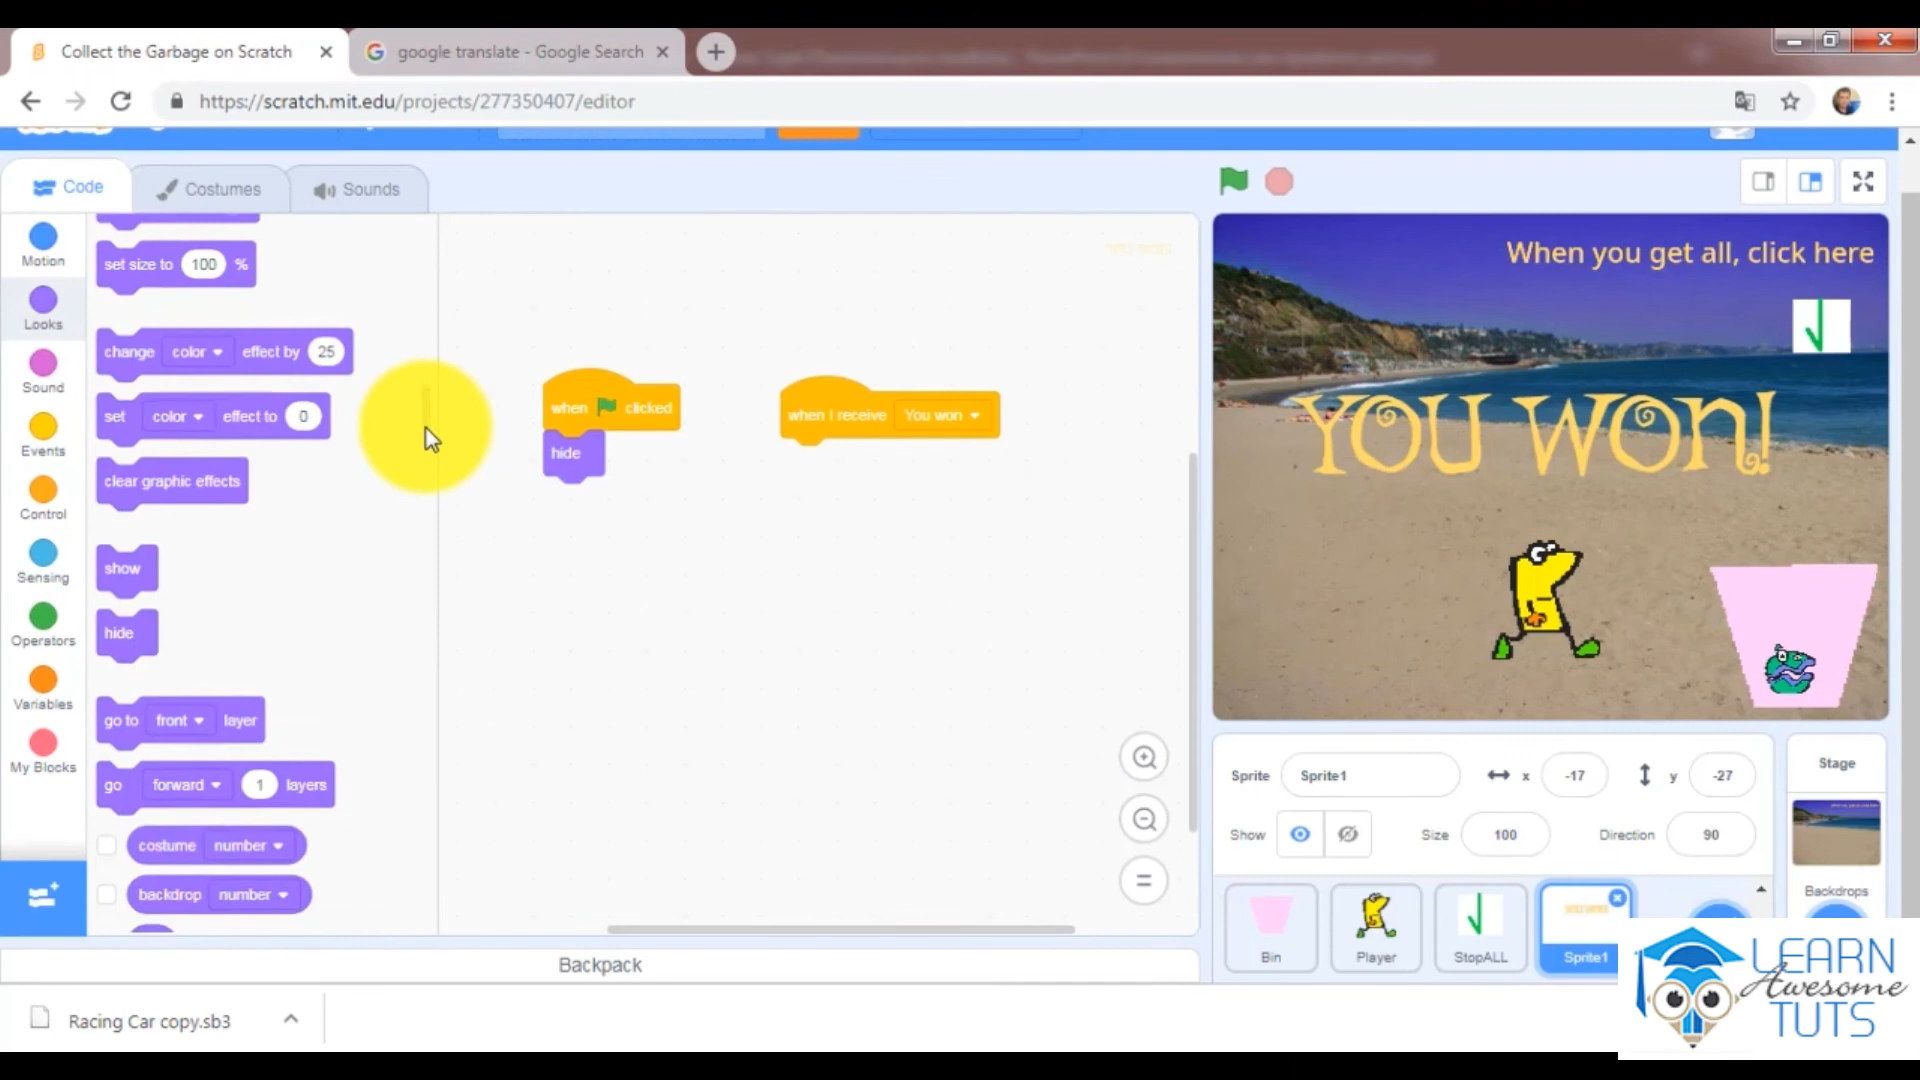 Collect the Garbage on Scratch
google translate - Google Search
https://scratch.mit.edu/projects/277350407/editor
Code
Costumes
Sounds
Motion
Looks
Sound
Events
Control
Sensing
Operators
Variables
My Blocks
set size to 100 %
change color effect by 25
set color effect to 0
clear graphic effects
show
hide
go to front layer
go forward 1 layers
costume number
backdrop number
when clicked
hide
when I receive You won
When you get all, click here
YOU WON!
Sprite Sprite1 x -17 y -27
Show Size 100 Direction 90
Bin
Player
StopALL
Sprite1
Stage
Backdrops
Backpack
Racing Car copy.sb3
LEARN
Awesome
TUTS